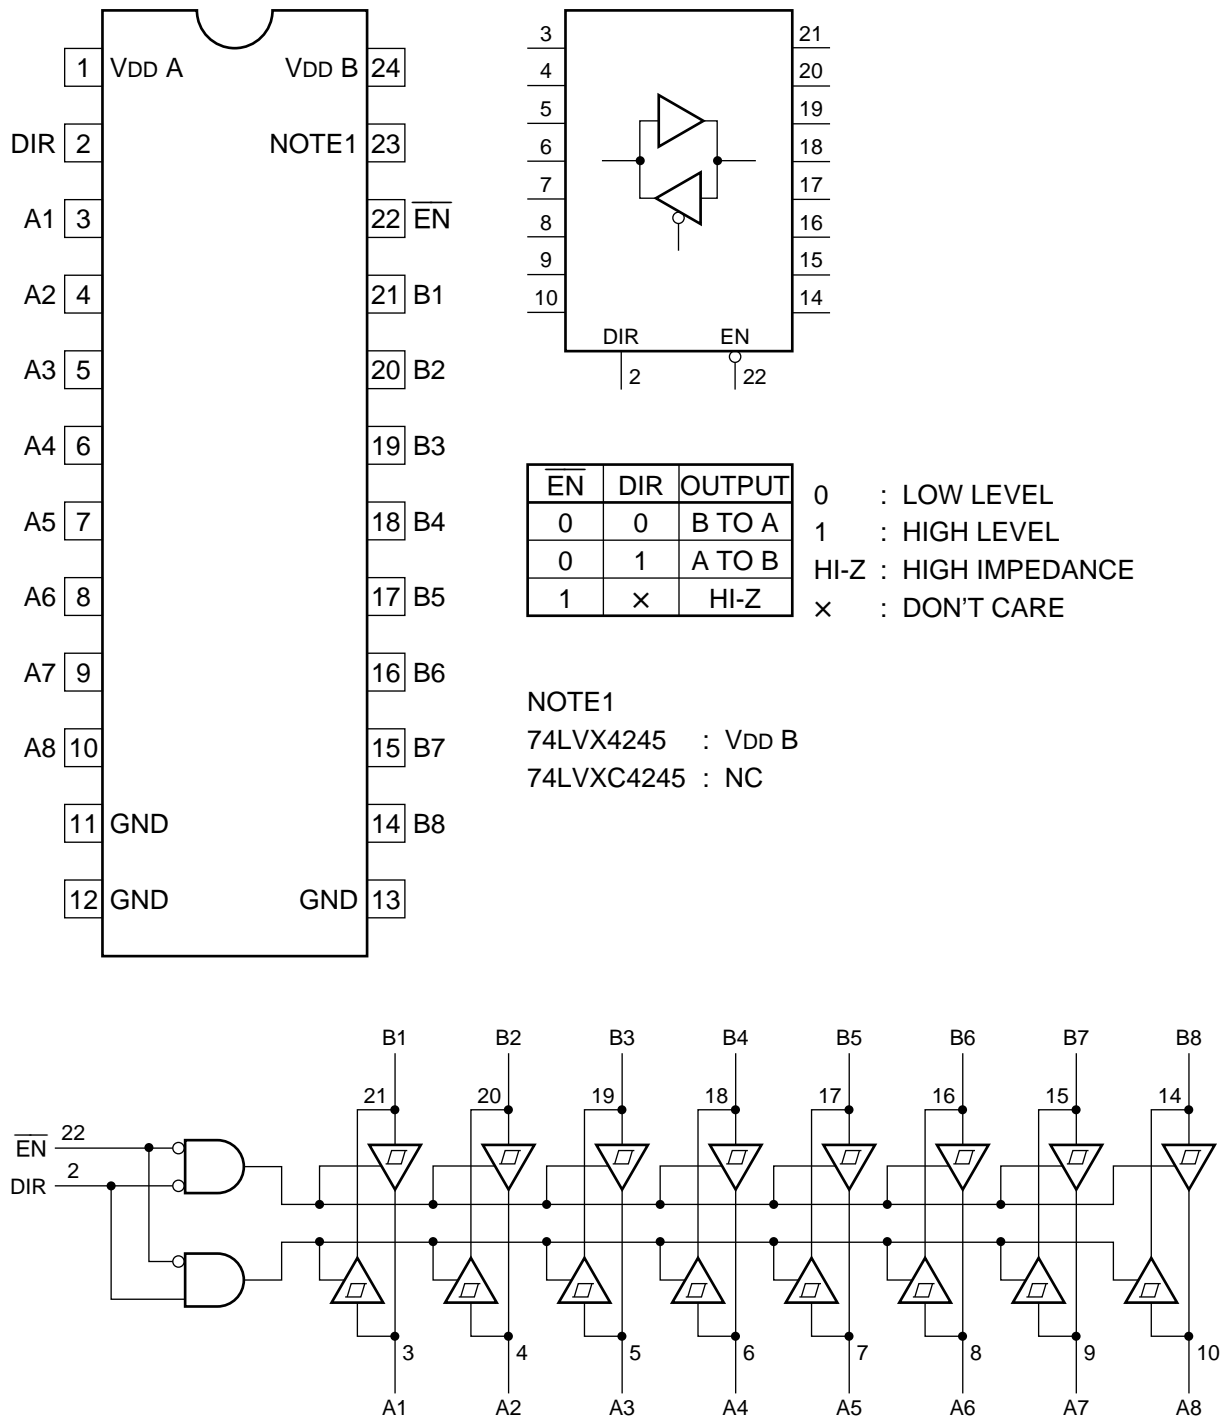 1 VDD A VDD B 24
DIR 2 NOTE1 23
A1 3 22 EN
A2 4 21 B1
A3 5 20 B2
A4 6 19 B3
A5 7 18 B4
A6 8 17 B5
A7 9 16 B6
A8 10 15 B7
11 GND 14 B8
12 GND GND 13
3 21
4 20
5 19
6 18
7 17
8 16
9 15
10 14
DIR EN
2 22
EN DIR OUTPUT
0 0 B TO A
0 1 A TO B
1 × HI-Z
0 : LOW LEVEL
1 : HIGH LEVEL
HI-Z : HIGH IMPEDANCE
× : DON'T CARE
NOTE1
74LVX4245 : VDD B
74LVXC4245 : NC
B1 B2 B3 B4 B5 B6 B7 B8
21 20 19 18 17 16 15 14
EN 22
DIR 2
3 4 5 6 7 8 9 10
A1 A2 A3 A4 A5 A6 A7 A8